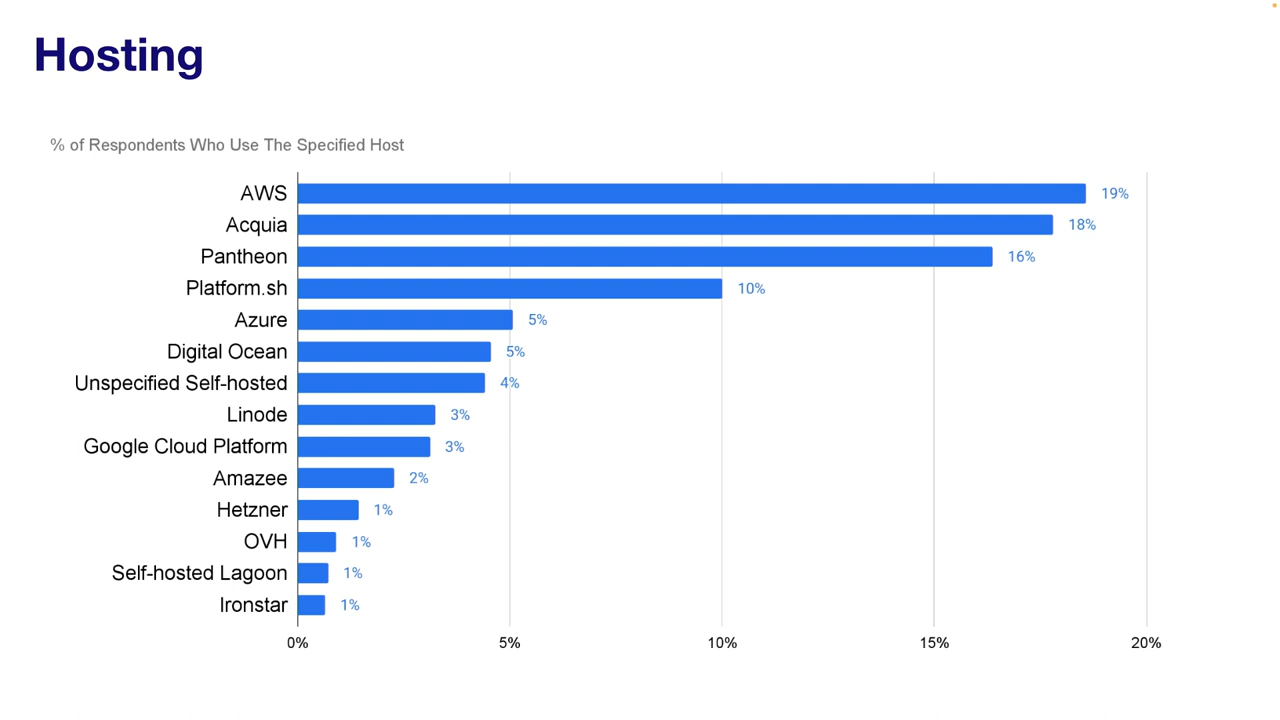 Hosting
% of Respondents Who Use The Specified Host
AWS 19%
Acquia 18%
Pantheon 16%
Platform.sh 10%
Azure 5%
Digital Ocean 5%
Unspecified Self-hosted 4%
Linode 3%
Google Cloud Platform 3%
Amazee 2%
Hetzner 1%
OVH 1%
Self-hosted Lagoon 1%
Ironstar 1%
0% 5% 10% 15% 20%